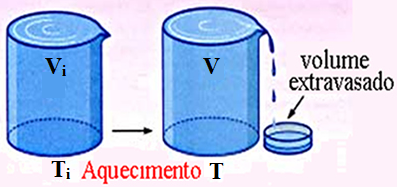 Vi
V
volume
extravasado
Ti Aquecimento T